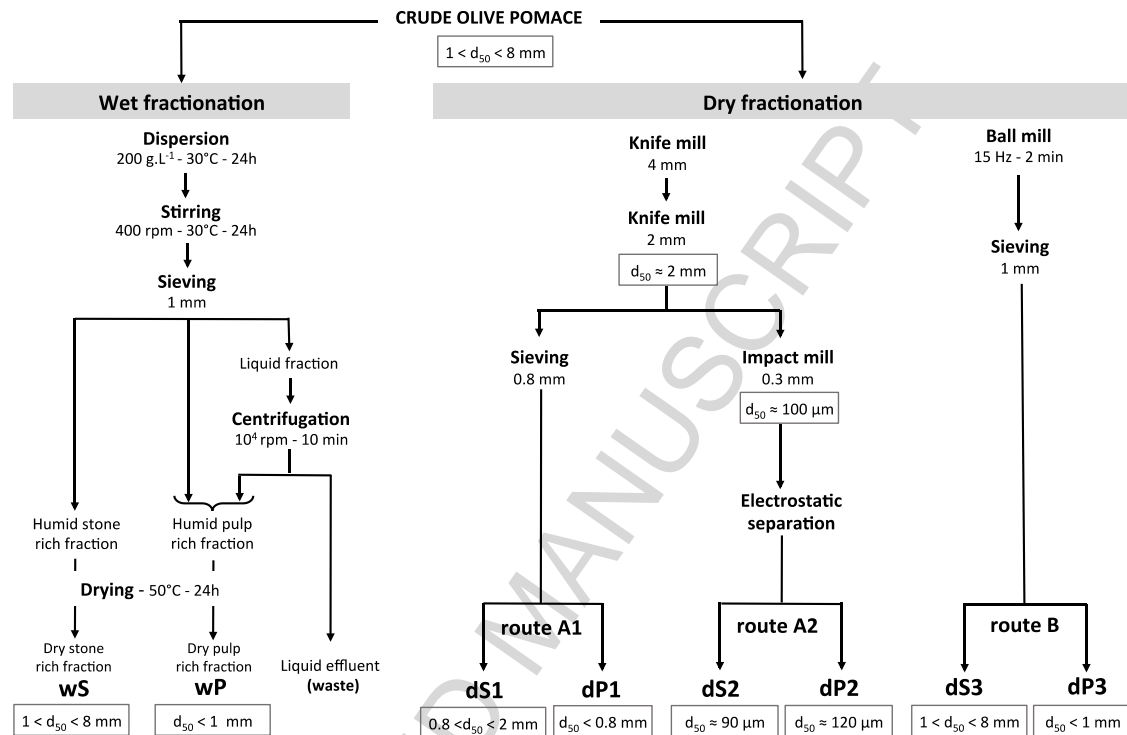 CRUDE OLIVE POMACE
1 < d₅₀ < 8 mm
Wet fractionation
Dispersion
200 g.L⁻¹ - 30°C - 24h
Stirring
400 rpm - 30°C - 24h
Sieving
1 mm
Liquid fraction
Centrifugation
10⁴ rpm - 10 min
Humid stone
rich fraction
Humid pulp
rich fraction
Drying - 50°C - 24h
Dry stone
rich fraction
wS
1 < d₅₀ < 8 mm
Dry pulp
rich fraction
wP
d₅₀ < 1 mm
Liquid effluent
(waste)
Dry fractionation
Knife mill
4 mm
Knife mill
2 mm
d₅₀ ≈ 2 mm
Sieving
0.8 mm
Impact mill
0.3 mm
d₅₀ ≈ 100 µm
Electrostatic
separation
route A1
dS1
0.8 <d₅₀ < 2 mm
dP1
d₅₀ < 0.8 mm
route A2
dS2
d₅₀ ≈ 90 µm
dP2
d₅₀ ≈ 120 µm
Ball mill
15 Hz - 2 min
Sieving
1 mm
route B
dS3
1 < d₅₀ < 8 mm
dP3
d₅₀ < 1 mm
D MANUSCRIPT